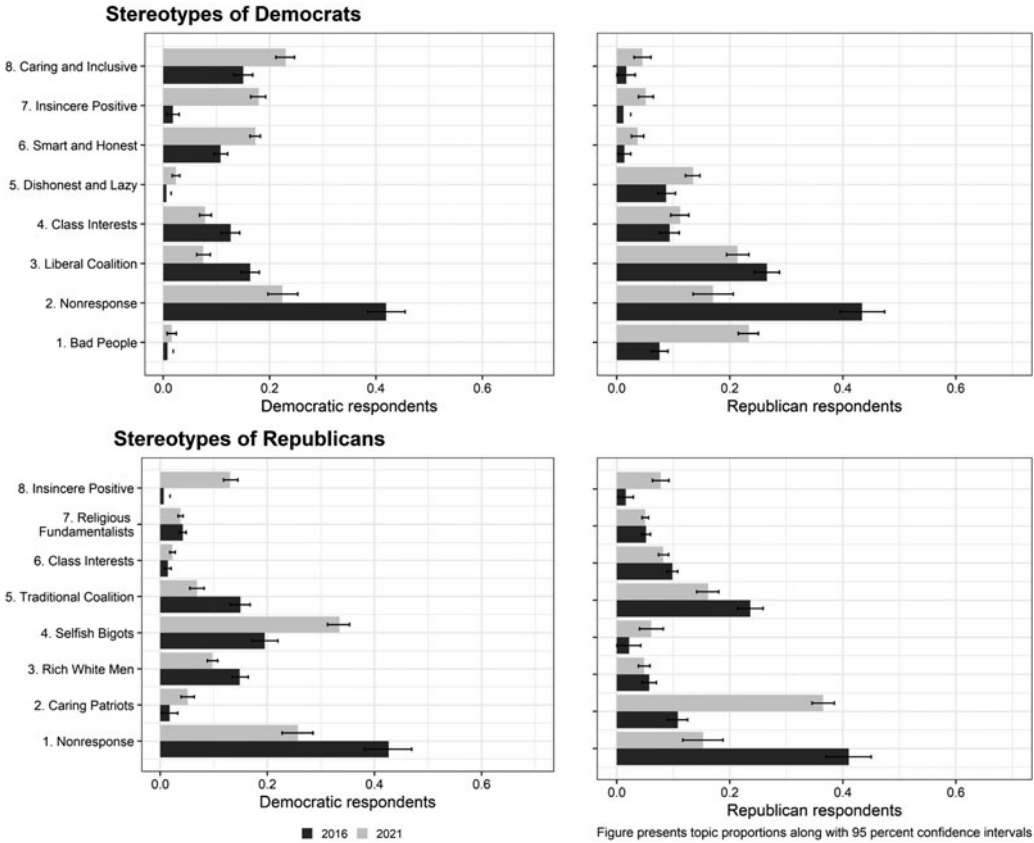 Stereotypes of Democrats
8. Caring and Inclusive
7. Insincere Positive
6. Smart and Honest
5. Dishonest and Lazy
4. Class Interests
3. Liberal Coalition
2. Nonresponse
1. Bad People
0.0 0.2 0.4 0.6
Democratic respondents
0.0 0.2 0.4 0.6
Republican respondents
Stereotypes of Republicans
8. Insincere Positive
7. Religious
Fundamentalists
6. Class Interests
5. Traditional Coalition
4. Selfish Bigots
3. Rich White Men
2. Caring Patriots
1. Nonresponse
0.0 0.2 0.4 0.6
Democratic respondents
0.0 0.2 0.4 0.6
Republican respondents
2016 2021
Figure presents topic proportions along with 95 percent confidence intervals